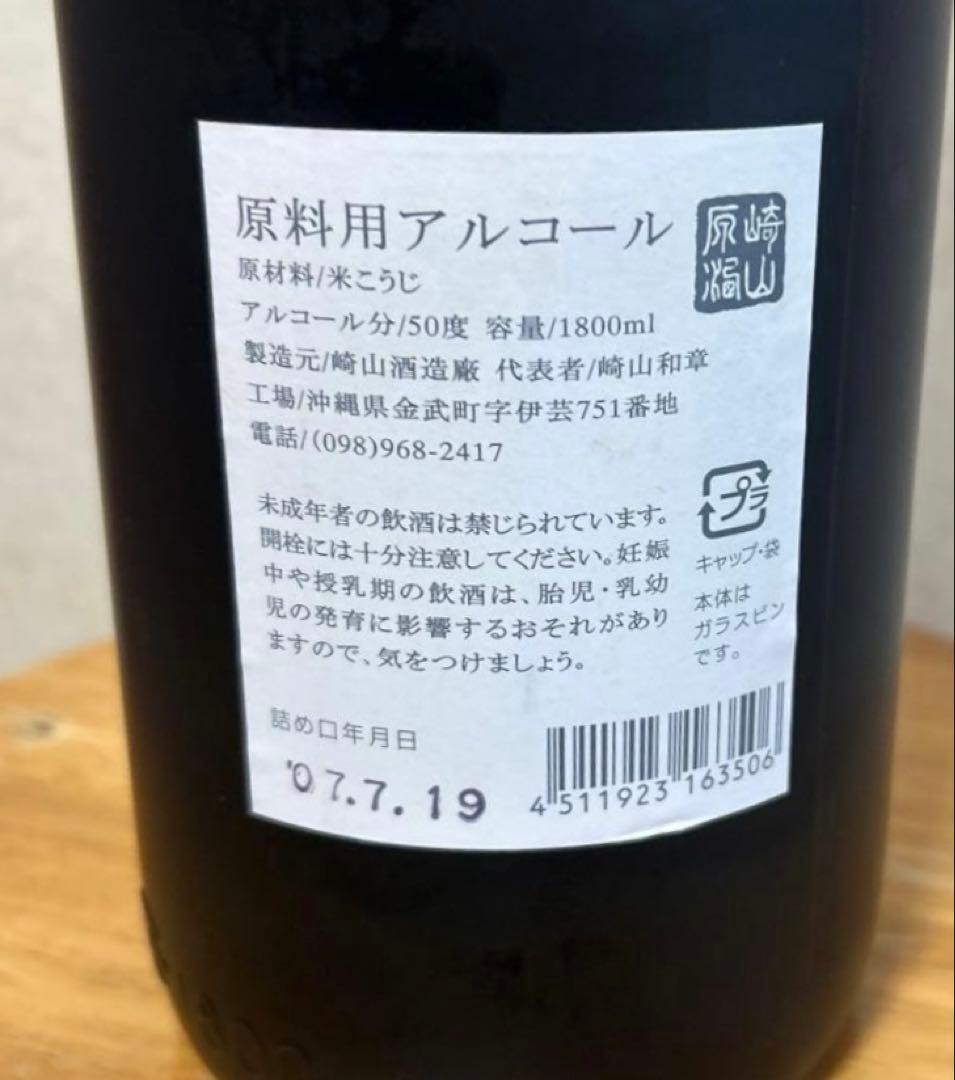 原料用アルコール
原材料/米こうじ
アルコール分/50度 容量/1800ml
製造元/崎山酒造廠 代表者/崎山和章
工場/沖縄県金武町字伊芸751番地
電話/(098)968-2417
崎山
原酒
未成年者の飲酒は禁じられています。
開栓には十分注意してください。妊娠
中や授乳期の飲酒は、胎児・乳幼
児の発育に影響するおそれがあり
ますので、気をつけましょう。
プラ
キャップ・袋
本体は
ガラスビン
です。
詰め口年月日
'07.7.19
4 511923 163506